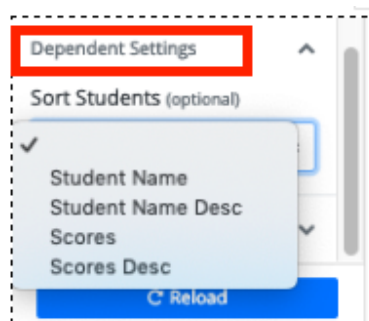 Dependent Settings
Sort Students (optional)
Student Name
Student Name Desc
Scores
Scores Desc
Reload